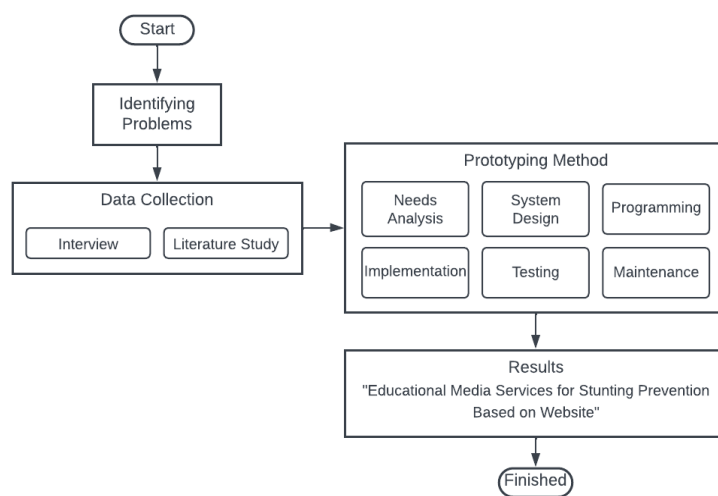 Start
Identifying
Problems
Data Collection
Interview
Literature Study
Prototyping Method
Needs
Analysis
System
Design
Programming
Implementation
Testing
Maintenance
Results
"Educational Media Services for Stunting Prevention
Based on Website"
Finished